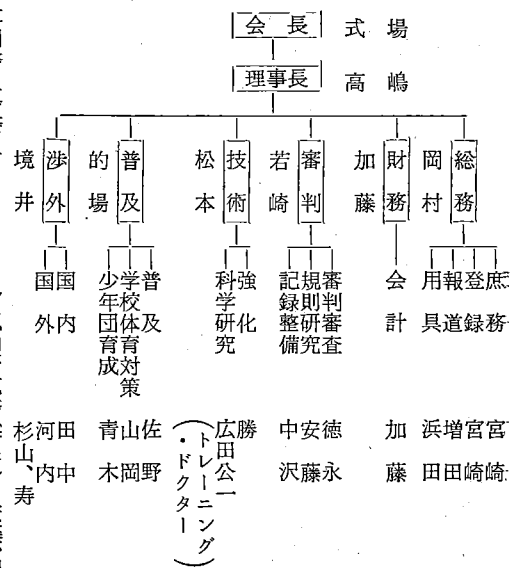 会長 式場
理事長 高嶋
総務 岡村
財務 加藤
審判 若崎
技術 松本
普及 的場
渉外 境井
庶務
登録
報道
用具
会計
審判審査
規則研究
記録整備
強化
科学研究
普及
学校体育対策
少年団育成
国内
国外
宮崎
宮崎
増田
浜田
加藤
徳永
安藤
中沢
勝
広田公一
(トレーニング・ドクター)
佐野
山岡
青木
田中
河内
杉山、寿